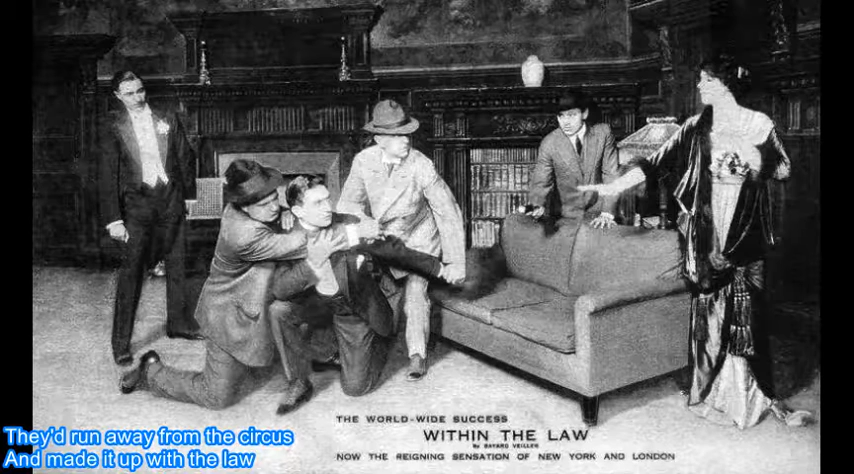 THE WORLD-WIDE SUCCESS
WITHIN THE LAW
By BAYARD VEILLER
NOW THE REIGNING SENSATION OF NEW YORK AND LONDON
They'd run away from the circus
And made it up with the law